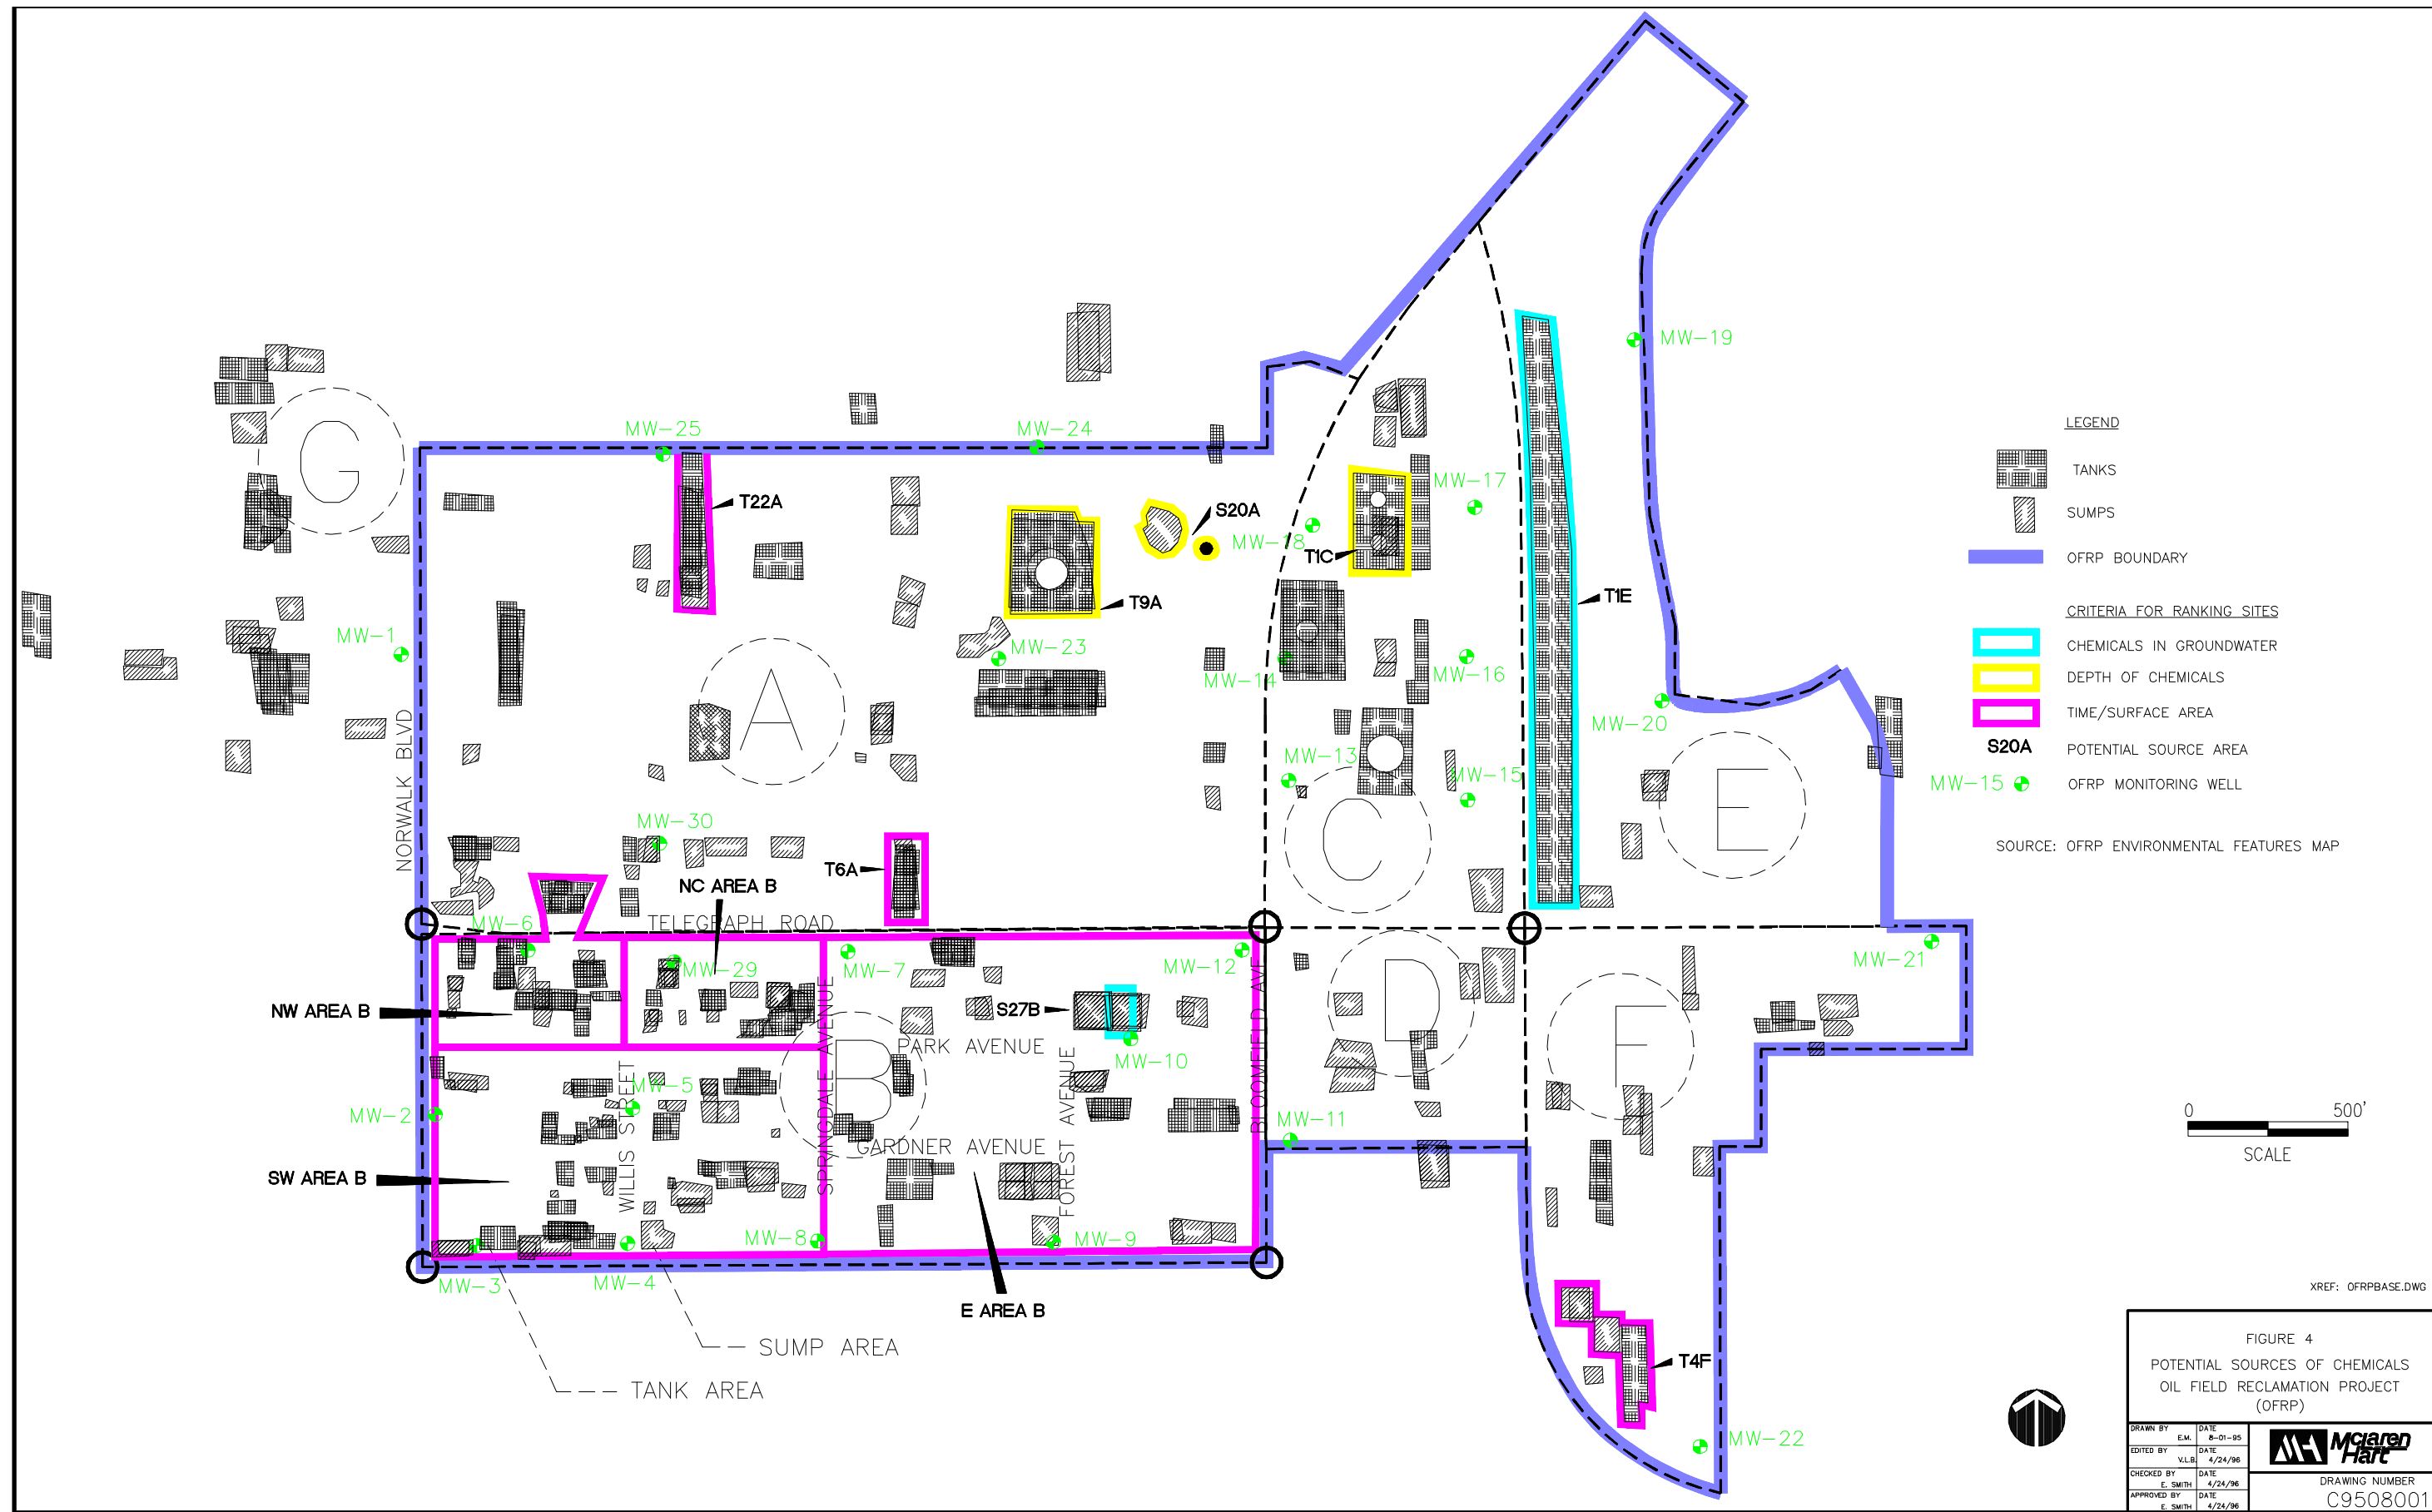 MW-25
MW-24
MW-19
G
LEGEND
TANKS
SUMPS
OFRP BOUNDARY
CRITERIA FOR RANKING SITES
CHEMICALS IN GROUNDWATER
DEPTH OF CHEMICALS
TIME/SURFACE AREA
S20A POTENTIAL SOURCE AREA
MW-15 OFRP MONITORING WELL
SOURCE: OFRP ENVIRONMENTAL FEATURES MAP
T22A
S20A
MW-17
MW-18
T1C
T9A
T1E
MW-1
MW-23
MW-14
MW-16
MW-20
A
NORWALK BLVD
MW-13
MW-15
C
E
MW-30
T6A
NC AREA B
MW-6
TELEGRAPH ROAD
MW-29
MW-7
MW-12
MW-21
NW AREA B
S27B
D
F
SPRINGDALE AVENUE
B
PARK AVENUE
MW-10
BLOOMFIELD AVE
MW-5
WILLIS STREET
FOREST AVENUE
MW-2
MW-11
GARDNER AVENUE
SW AREA B
MW-8
MW-9
MW-3
MW-4
E AREA B
SUMP AREA
TANK AREA
T4F
MW-22
0 500'
SCALE
XREF: OFRPBASE.DWG
FIGURE 4
POTENTIAL SOURCES OF CHEMICALS
OIL FIELD RECLAMATION PROJECT
(OFRP)
DRAWN BY DATE
E.M. 8-01-95
EDITED BY DATE
V.L.B. 4/24/96
CHECKED BY DATE
E. SMITH 4/24/96
APPROVED BY DATE
E. SMITH 4/24/96
McLaren
Hart
DRAWING NUMBER
C9508001